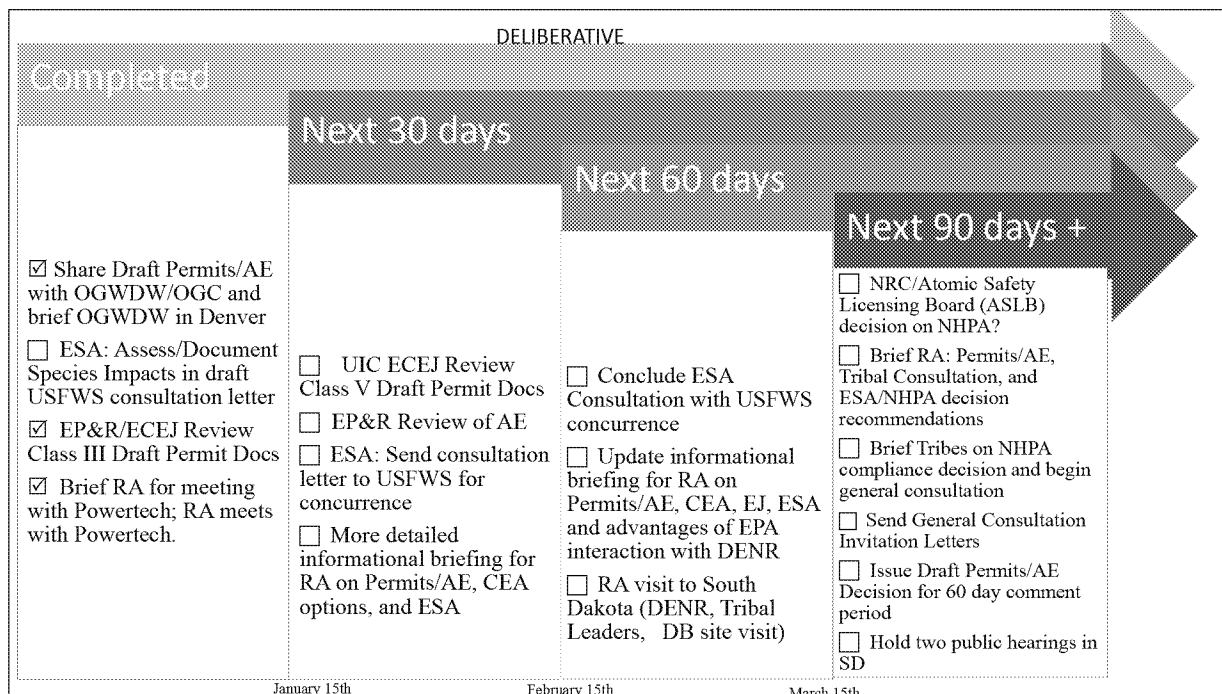 DELIBERATIVE
Completed
Next 30 days
Next 60 days
Next 90 days +
☑ Share Draft Permits/AE
with OGWDW/OGC and
brief OGWDW in Denver
☐ ESA: Assess/Document
Species Impacts in draft
USFWS consultation letter
☑ EP&R/ECEJ Review
Class III Draft Permit Docs
☑ Brief RA for meeting
with Powertech; RA meets
with Powertech.
☐ UIC ECEJ Review
Class V Draft Permit Docs
☐ EP&R Review of AE
☐ ESA: Send consultation
letter to USFWS for
concurrence
☐ More detailed
informational briefing for
RA on Permits/AE, CEA
options, and ESA
☐ Conclude ESA
Consultation with USFWS
concurrence
☐ Update informational
briefing for RA on
Permits/AE, CEA, EJ, ESA
and advantages of EPA
interaction with DENR
☐ RA visit to South
Dakota (DENR, Tribal
Leaders, DB site visit)
☐ NRC/Atomic Safety
Licensing Board (ASLB)
decision on NHPA?
☐ Brief RA: Permits/AE,
Tribal Consultation, and
ESA/NHPA decision
recommendations
☐ Brief Tribes on NHPA
compliance decision and begin
general consultation
☐ Send General Consultation
Invitation Letters
☐ Issue Draft Permits/AE
Decision for 60 day comment
period
☐ Hold two public hearings in
SD
January 15th
February 15th
March 15th